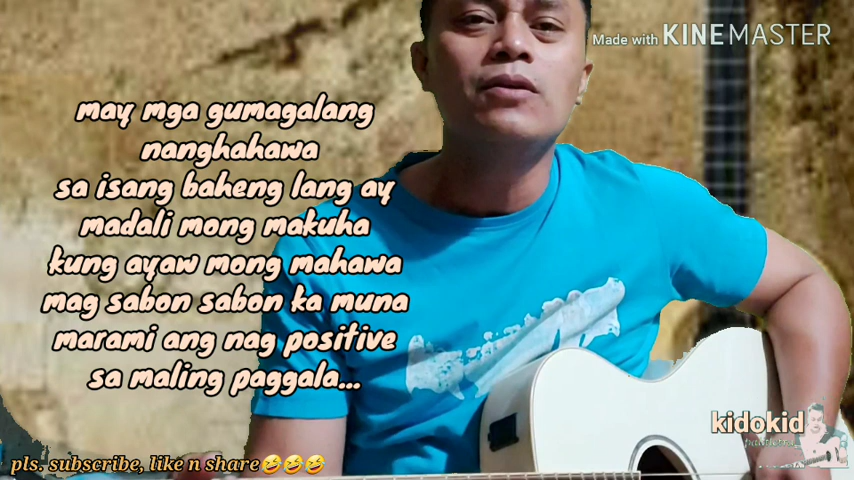 Made with KINEMASTER
may mga gumagalang
nanghahawa
sa isang baheng lang ay
madali mong makuha
kung ayaw mong mahawa
mag sabon sabon ka muna
marami ang nag positive
sa maling paggala...
kidokid
pls. subscribe, like n share🤣🤣🤣